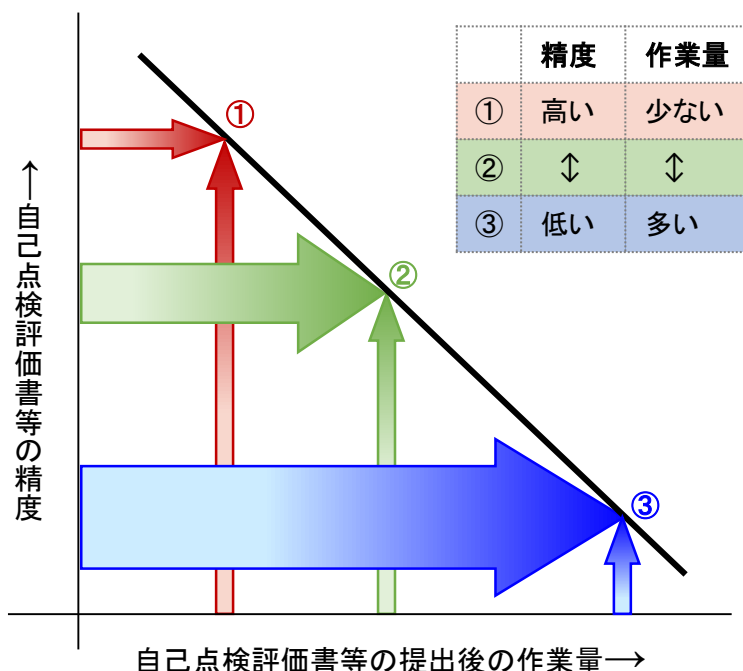 精度 作業量
① 高い 少ない
② ↕ ↕
③ 低い 多い
①
②
③
←自己点検評価書等の精度
自己点検評価書等の提出後の作業量→